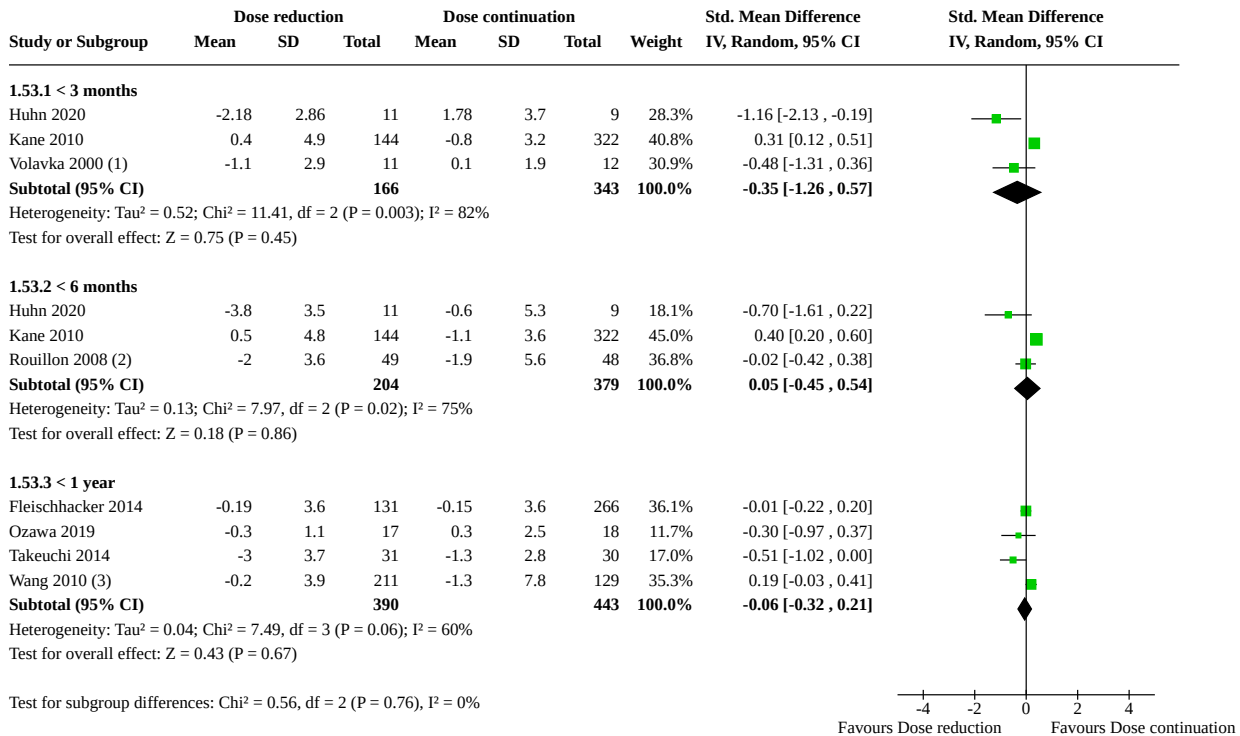 Dose reduction Dose continuation Std. Mean Difference Std. Mean Difference
Study or Subgroup Mean SD Total Mean SD Total Weight IV, Random, 95% CI IV, Random, 95% CI
1.53.1 < 3 months
Huhn 2020 -2.18 2.86 11 1.78 3.7 9 28.3% -1.16 [-2.13 , -0.19]
Kane 2010 0.4 4.9 144 -0.8 3.2 322 40.8% 0.31 [0.12 , 0.51]
Volavka 2000 (1) -1.1 2.9 11 0.1 1.9 12 30.9% -0.48 [-1.31 , 0.36]
Subtotal (95% CI) 166 343 100.0% -0.35 [-1.26 , 0.57]
Heterogeneity: Tau² = 0.52; Chi² = 11.41, df = 2 (P = 0.003); I² = 82%
Test for overall effect: Z = 0.75 (P = 0.45)
1.53.2 < 6 months
Huhn 2020 -3.8 3.5 11 -0.6 5.3 9 18.1% -0.70 [-1.61 , 0.22]
Kane 2010 0.5 4.8 144 -1.1 3.6 322 45.0% 0.40 [0.20 , 0.60]
Rouillon 2008 (2) -2 3.6 49 -1.9 5.6 48 36.8% -0.02 [-0.42 , 0.38]
Subtotal (95% CI) 204 379 100.0% 0.05 [-0.45 , 0.54]
Heterogeneity: Tau² = 0.13; Chi² = 7.97, df = 2 (P = 0.02); I² = 75%
Test for overall effect: Z = 0.18 (P = 0.86)
1.53.3 < 1 year
Fleischhacker 2014 -0.19 3.6 131 -0.15 3.6 266 36.1% -0.01 [-0.22 , 0.20]
Ozawa 2019 -0.3 1.1 17 0.3 2.5 18 11.7% -0.30 [-0.97 , 0.37]
Takeuchi 2014 -3 3.7 31 -1.3 2.8 30 17.0% -0.51 [-1.02 , 0.00]
Wang 2010 (3) -0.2 3.9 211 -1.3 7.8 129 35.3% 0.19 [-0.03 , 0.41]
Subtotal (95% CI) 390 443 100.0% -0.06 [-0.32 , 0.21]
Heterogeneity: Tau² = 0.04; Chi² = 7.49, df = 3 (P = 0.06); I² = 60%
Test for overall effect: Z = 0.43 (P = 0.67)
Test for subgroup differences: Chi² = 0.56, df = 2 (P = 0.76), I² = 0%
-4 -2 0 2 4
Favours Dose reduction Favours Dose continuation